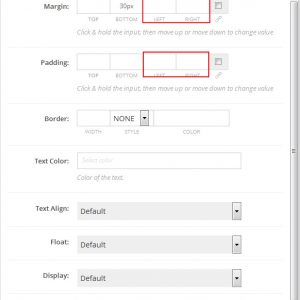 Margin: 30px
TOP BOTTOM LEFT RIGHT
Click & hold the input, then move up or move down to change value
Padding:
TOP BOTTOM LEFT RIGHT
Click & hold the input, then move up or move down to change value
Border: NONE
WIDTH STYLE COLOR
Text Color: Select color
Color of the text.
Text Align: Default
Float: Default
Display: Default